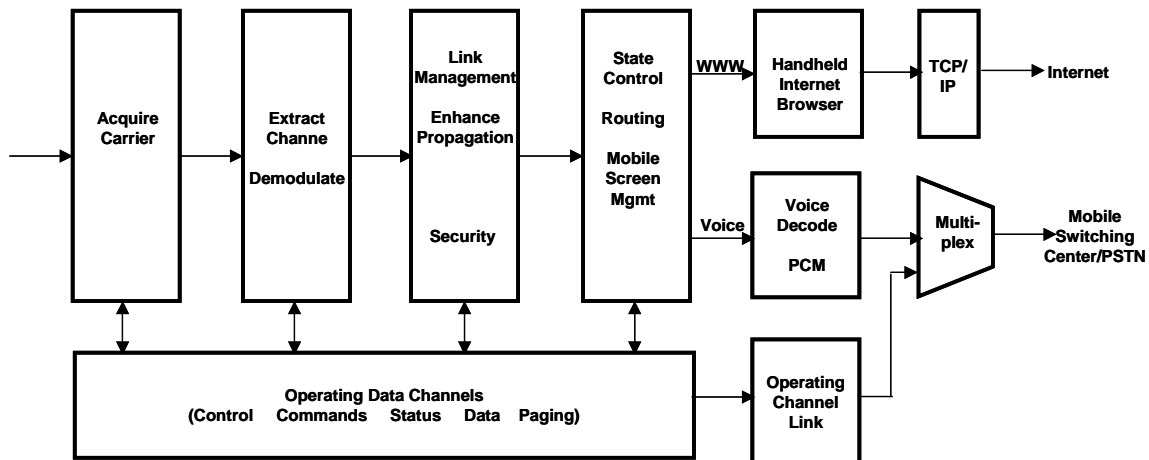 Acquire
Carrier
Extract
Channe
Demodulate
Link
Management
Enhance
Propagation
Security
State
Control
Routing
Mobile
Screen
Mgmt
WWW
Handheld
Internet
Browser
TCP/
IP
Internet
Voice
Voice
Decode
PCM
Multi-
plex
Mobile
Switching
Center/PSTN
Operating Data Channels
(Control Commands Status Data Paging)
Operating
Channel
Link